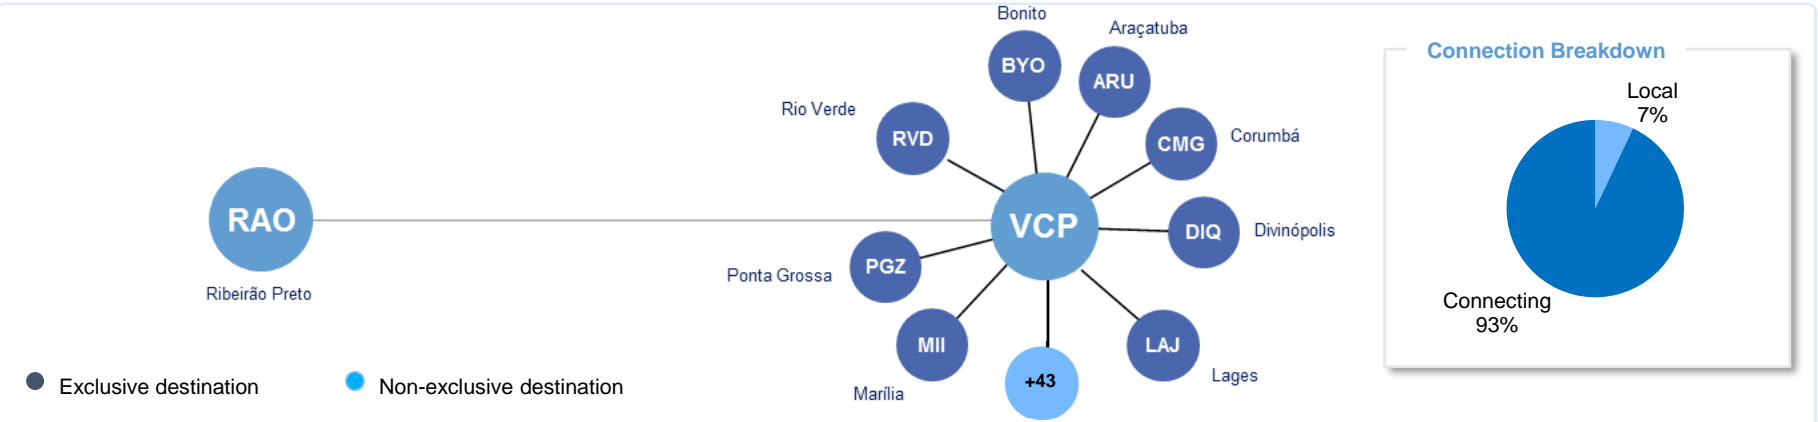 Bonito
BYO
Araçatuba
ARU
Rio Verde
RVD
CMG
Corumbá
RAO
Ribeirão Preto
VCP
DIQ
Divinópolis
PGZ
Ponta Grossa
MII
Marília
+43
LAJ
Lages
Exclusive destination
Non-exclusive destination
Connection Breakdown
Local
7%
Connecting
93%